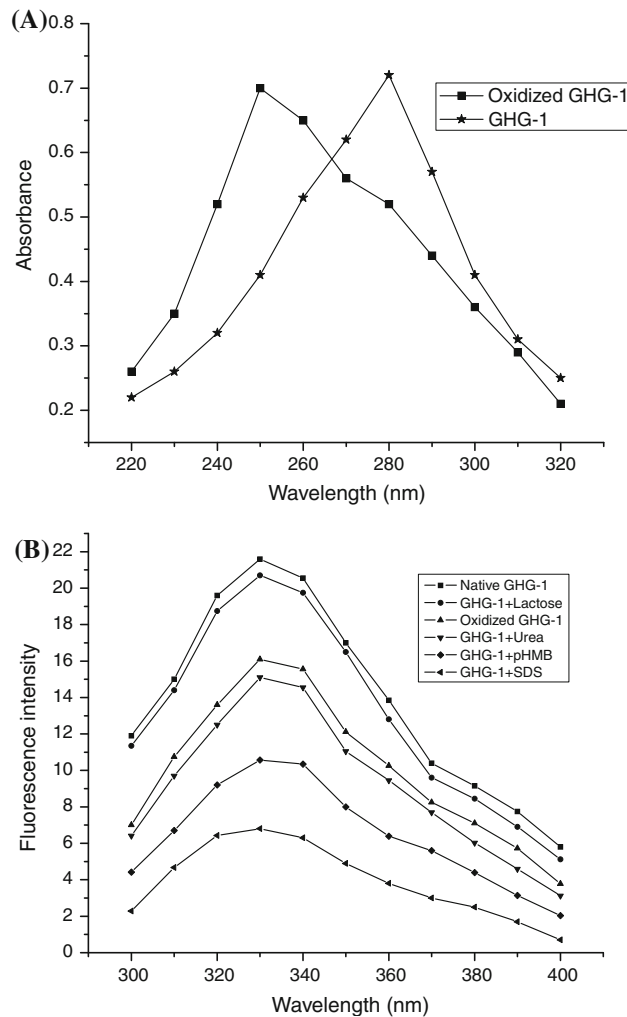 (A)
0.8
0.7
0.6
0.5
0.4
0.3
0.2
Absorbance
Oxidized GHG-1
GHG-1
220 240 260 280 300 320
Wavelength (nm)
(B)
22
20
18
16
14
12
10
8
6
4
2
0
Fluorescence intensity
Native GHG-1
GHG-1+Lactose
Oxidized GHG-1
GHG-1+Urea
GHG-1+pHMB
GHG-1+SDS
300 320 340 360 380 400
Wavelength (nm)